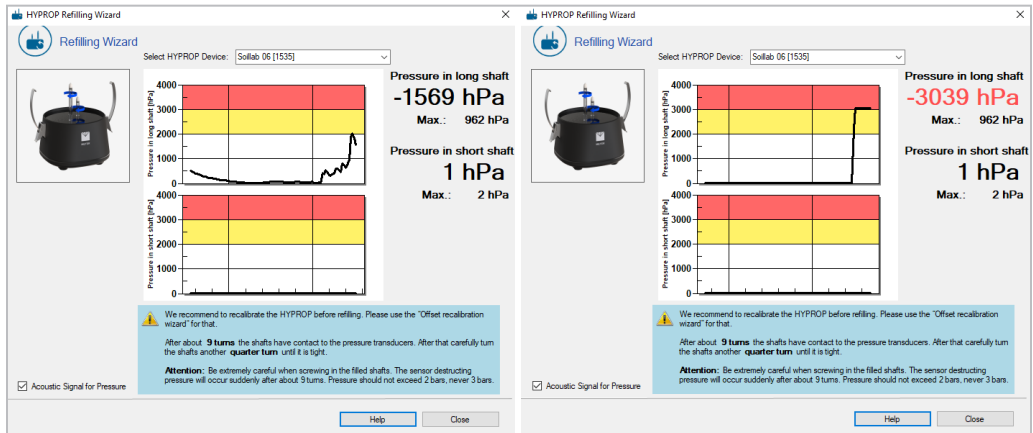 HYPROP Refilling Wizard
Refilling Wizard
Select HYPROP Device: Soillab 06 [1535]
Pressure in long shaft
-1569 hPa
Max.: 962 hPa
Pressure in short shaft
1 hPa
Max.: 2 hPa
Pressure in long shaft [hPa]
4000
3000
2000
1000
0
Pressure in short shaft [hPa]
4000
3000
2000
1000
0
We recommend to recalibrate the HYPROP before refilling. Please use the "Offset recalibration
wizard" for that.
After about 9 turns the shafts have contact to the pressure transducers. After that carefully turn
the shafts another quarter turn until it is tight.
Attention: Be extremely careful when screwing in the filled shafts. The sensor destructing
pressure will occur suddenly after about 9 turns. Pressure should not exceed 2 bars, never 3 bars.
Acoustic Signal for Pressure
Help
Close
HYPROP Refilling Wizard
Refilling Wizard
Select HYPROP Device: Soillab 06 [1535]
Pressure in long shaft
-3039 hPa
Max.: 962 hPa
Pressure in short shaft
1 hPa
Max.: 2 hPa
Pressure in long shaft [hPa]
4000
3000
2000
1000
0
Pressure in short shaft [hPa]
4000
3000
2000
1000
0
We recommend to recalibrate the HYPROP before refilling. Please use the "Offset recalibration
wizard" for that.
After about 9 turns the shafts have contact to the pressure transducers. After that carefully turn
the shafts another quarter turn until it is tight.
Attention: Be extremely careful when screwing in the filled shafts. The sensor destructing
pressure will occur suddenly after about 9 turns. Pressure should not exceed 2 bars, never 3 bars.
Acoustic Signal for Pressure
Help
Close